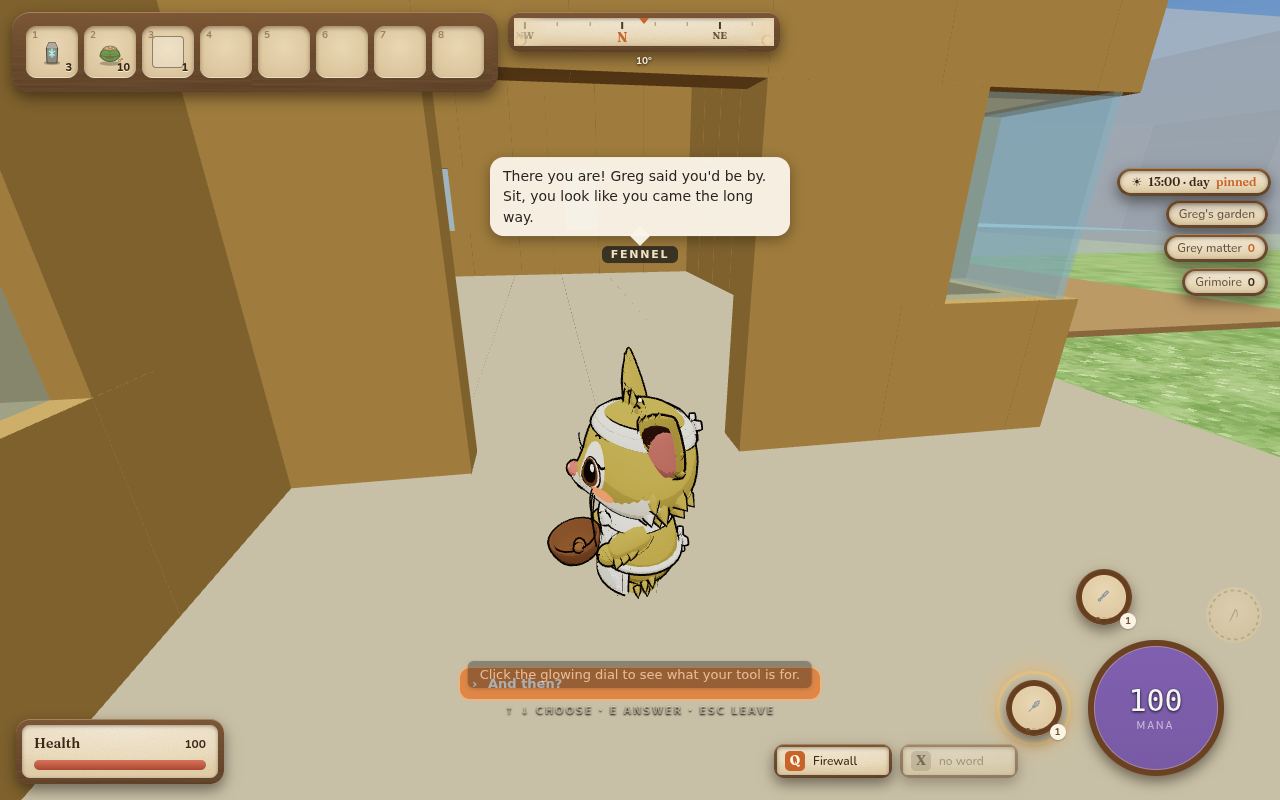 1
3
2
10
3
1
4
5
6
7
8
NW
N
NE
10°
There you are! Greg said you'd be by.
Sit, you look like you came the long
way.
FENNEL
13:00 · day pinned
Greg's garden
Grey matter 0
Grimoire 0
Click the glowing dial to see what your tool is for.
› And then?
↑ ↓ CHOOSE · E ANSWER · ESC LEAVE
Health 100
1
1
100
MANA
Q Firewall
X no word